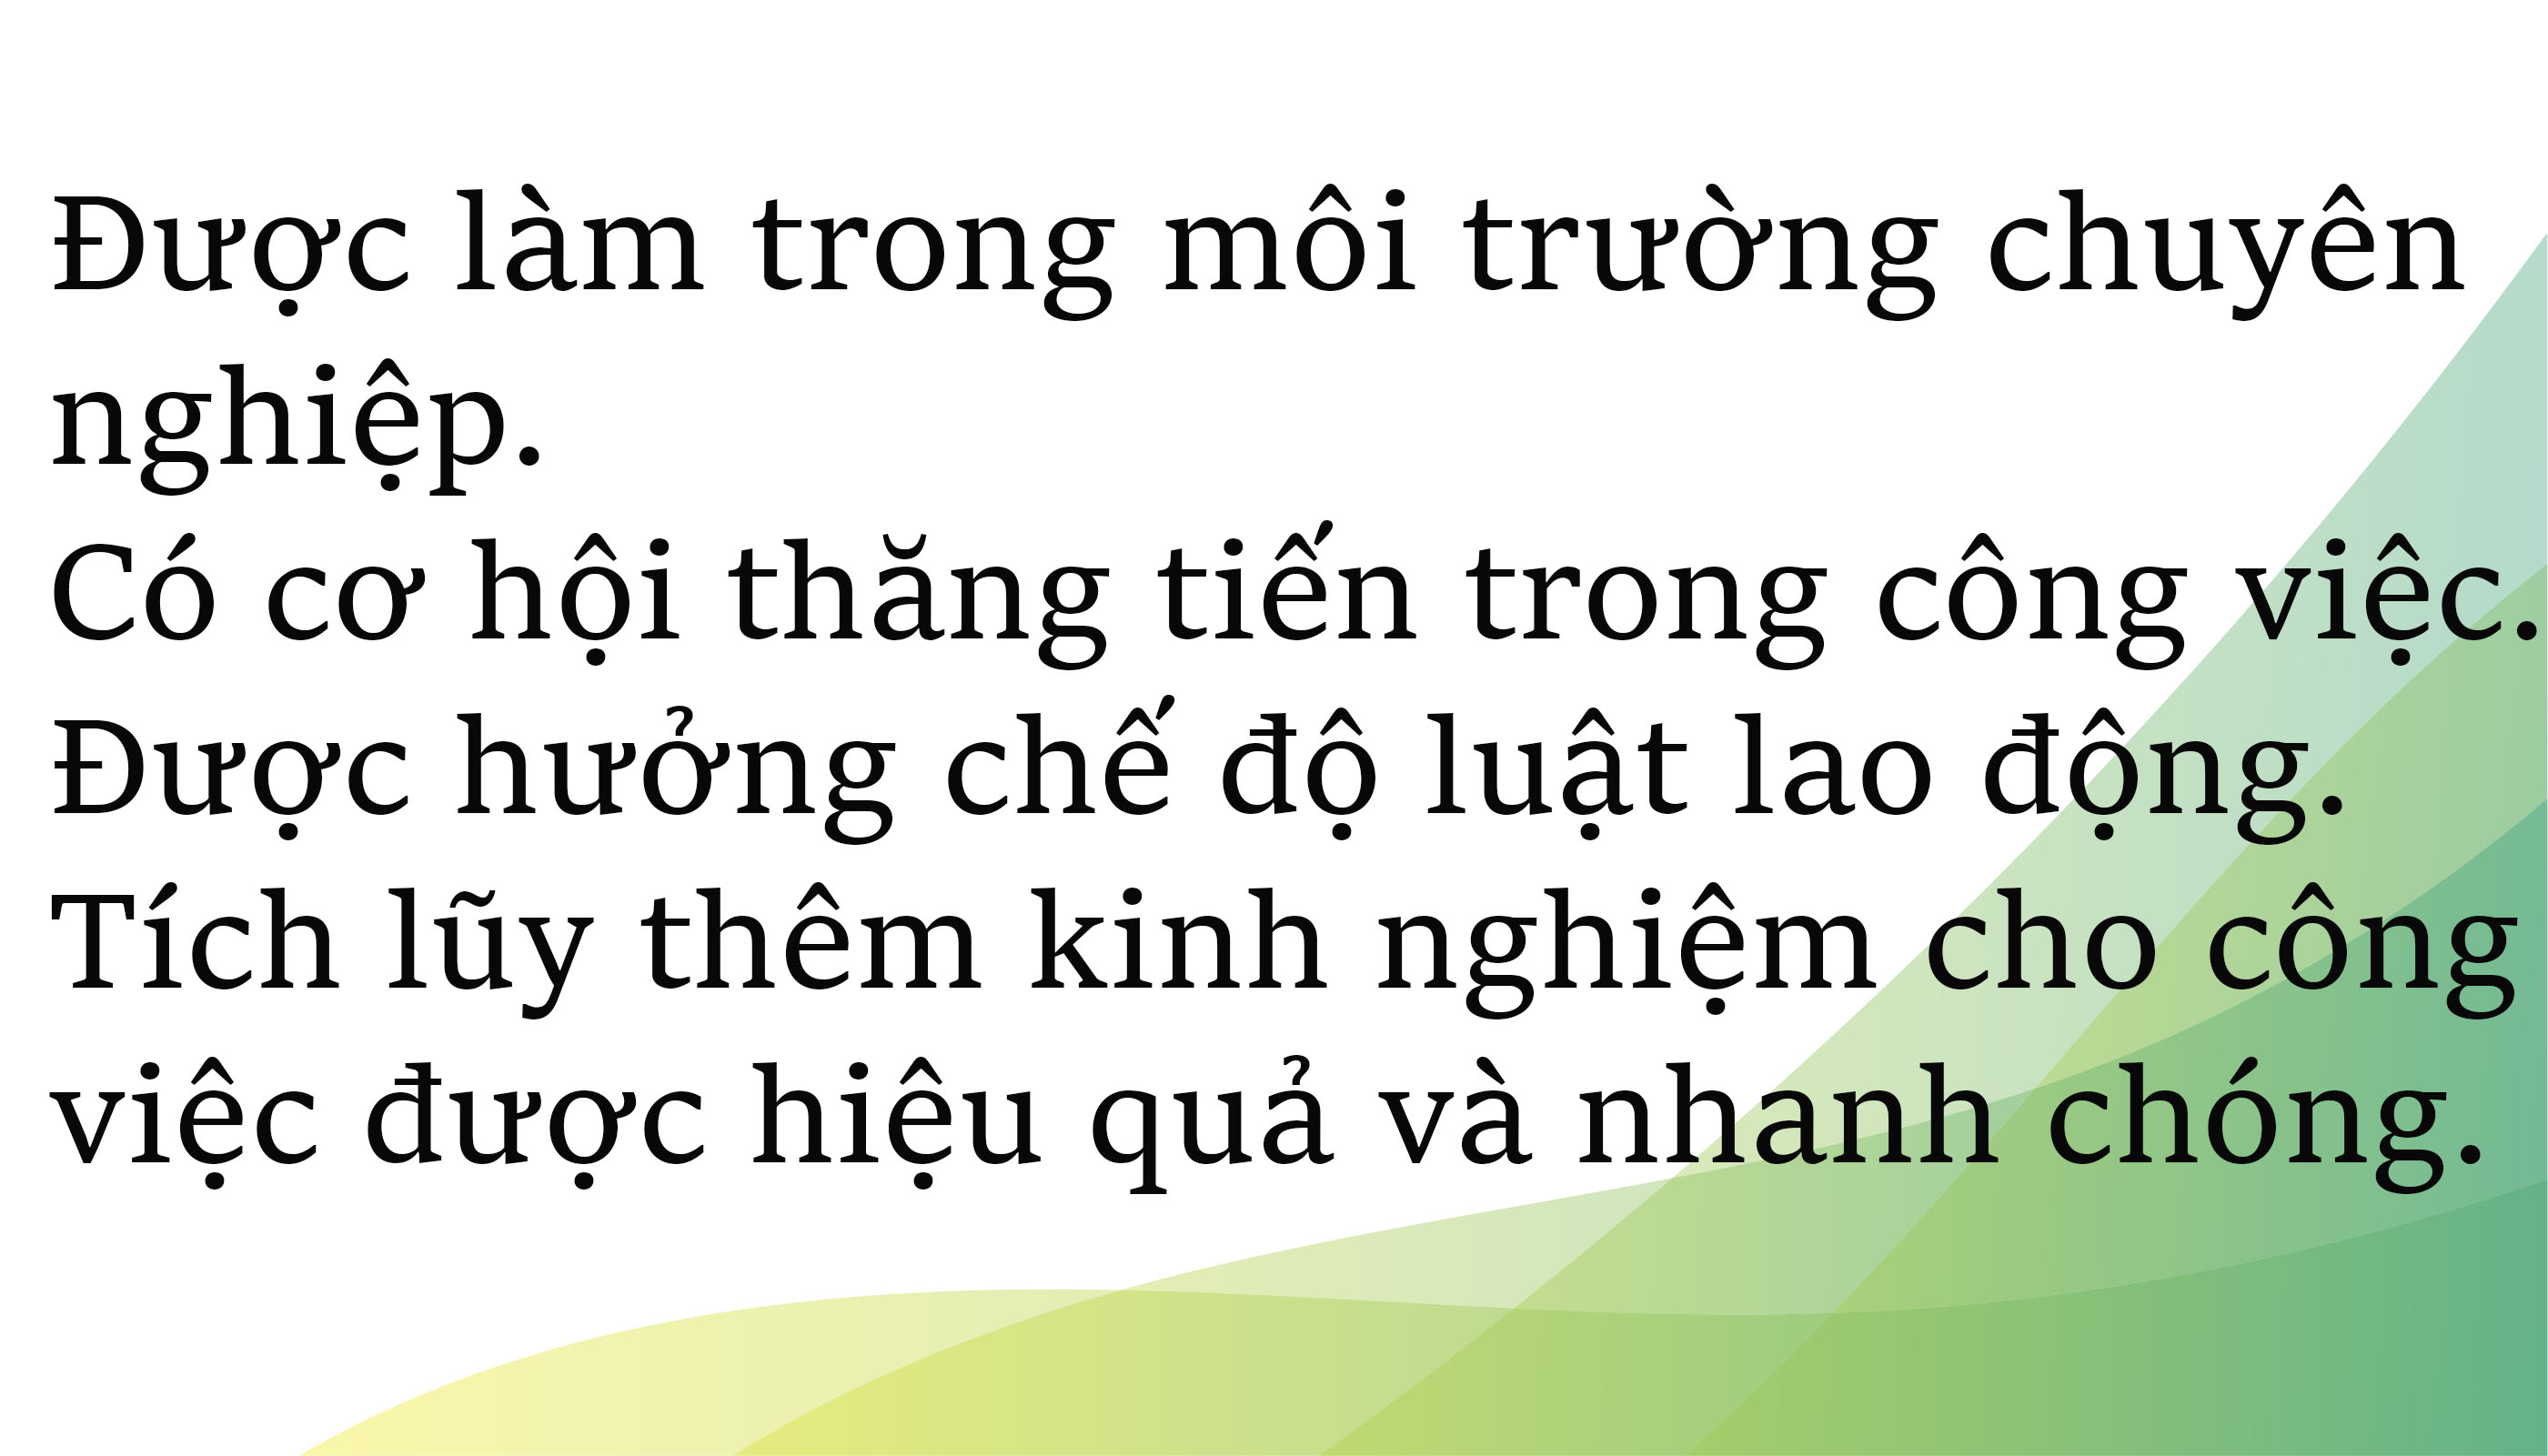 Được làm trong môi trường chuyên
nghiệp.
Có cơ hội thăng tiến trong công việc.
Được hưởng chế độ luật lao động.
Tích lũy thêm kinh nghiệm cho công
việc được hiệu quả và nhanh chóng.